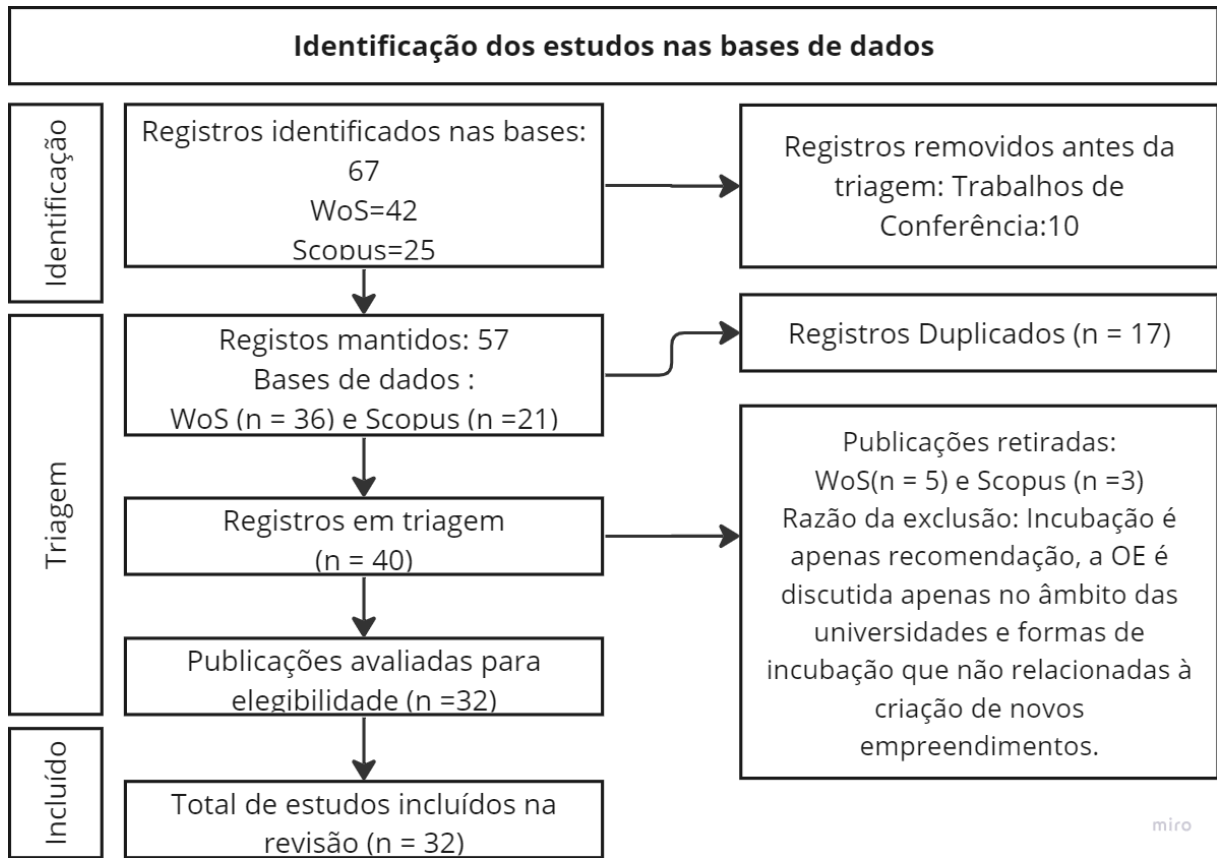 Identificação dos estudos nas bases de dados
Identificação
Registros identificados nas bases:
67
WoS=42
Scopus=25
Registros removidos antes da
triagem: Trabalhos de
Conferência:10
Triagem
Registos mantidos: 57
Bases de dados :
WoS (n = 36) e Scopus (n =21)
Registros Duplicados (n = 17)
Registros em triagem
(n = 40)
Publicações retiradas:
WoS(n = 5) e Scopus (n =3)
Razão da exclusão: Incubação é
apenas recomendação, a OE é
discutida apenas no âmbito das
universidades e formas de
incubação que não relacionadas à
criação de novos
empreendimentos.
Publicações avaliadas para
elegibilidade (n =32)
Incluído
Total de estudos incluídos na
revisão (n = 32)
miro